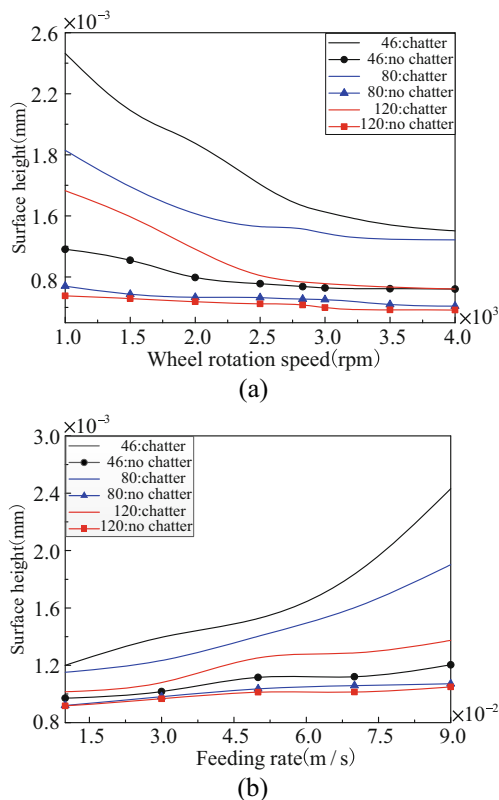 ×10⁻³
2.6
2.2
1.8
1.6
0.8
Surface height(mm)
46:chatter
46:no chatter
80:chatter
80:no chatter
120:chatter
120:no chatter
1.0 1.5 2.0 2.5 3.0 3.5 4.0
×10³
Wheel rotation speed(rpm)
(a)
×10⁻³
3.0
2.4
1.8
1.6
1.2
0.8
Surface height(mm)
46:chatter
46:no chatter
80:chatter
80:no chatter
120:chatter
120:no chatter
1.5 3.0 4.5 6.0 7.5 9.0
×10⁻²
Feeding rate(m / s)
(b)